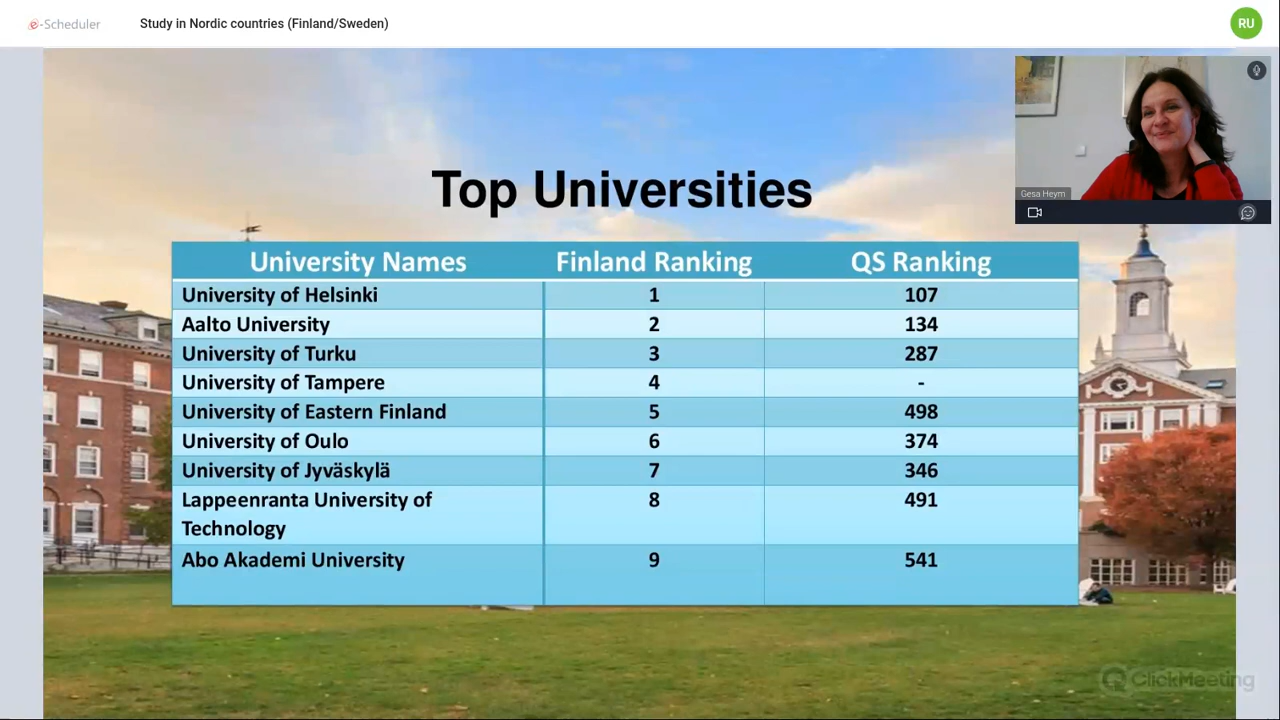 e-Scheduler
Study in Nordic countries (Finland/Sweden)
RU
Gesa Heym
Top Universities
University Names Finland Ranking QS Ranking
University of Helsinki 1 107
Aalto University 2 134
University of Turku 3 287
University of Tampere 4 -
University of Eastern Finland 5 498
University of Oulo 6 374
University of Jyväskylä 7 346
Lappeenranta University of 8 491
Technology
Abo Akademi University 9 541
ClickMeeting